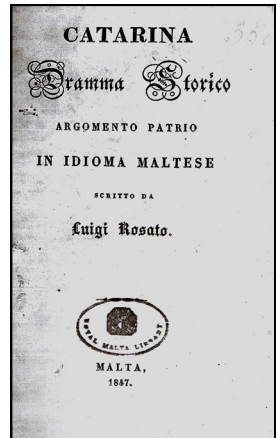 CATARINA
Dramma Storico
ARGOMENTO PATRIO
IN IDIOMA MALTESE
SCRITTO DA
Luigi Rosato.
ROYAL MALTA LIBRARY
MALTA,
1847.